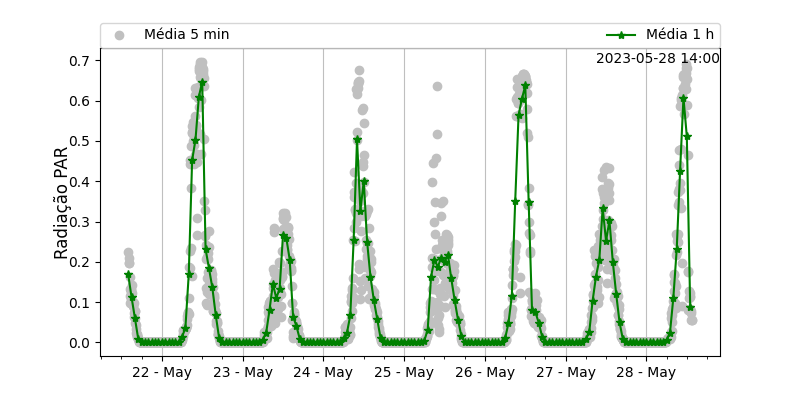 Média 5 min
Média 1 h
2023-05-28 14:00
Radiação PAR
0.7
0.6
0.5
0.4
0.3
0.2
0.1
0.0
22 - May
23 - May
24 - May
25 - May
26 - May
27 - May
28 - May